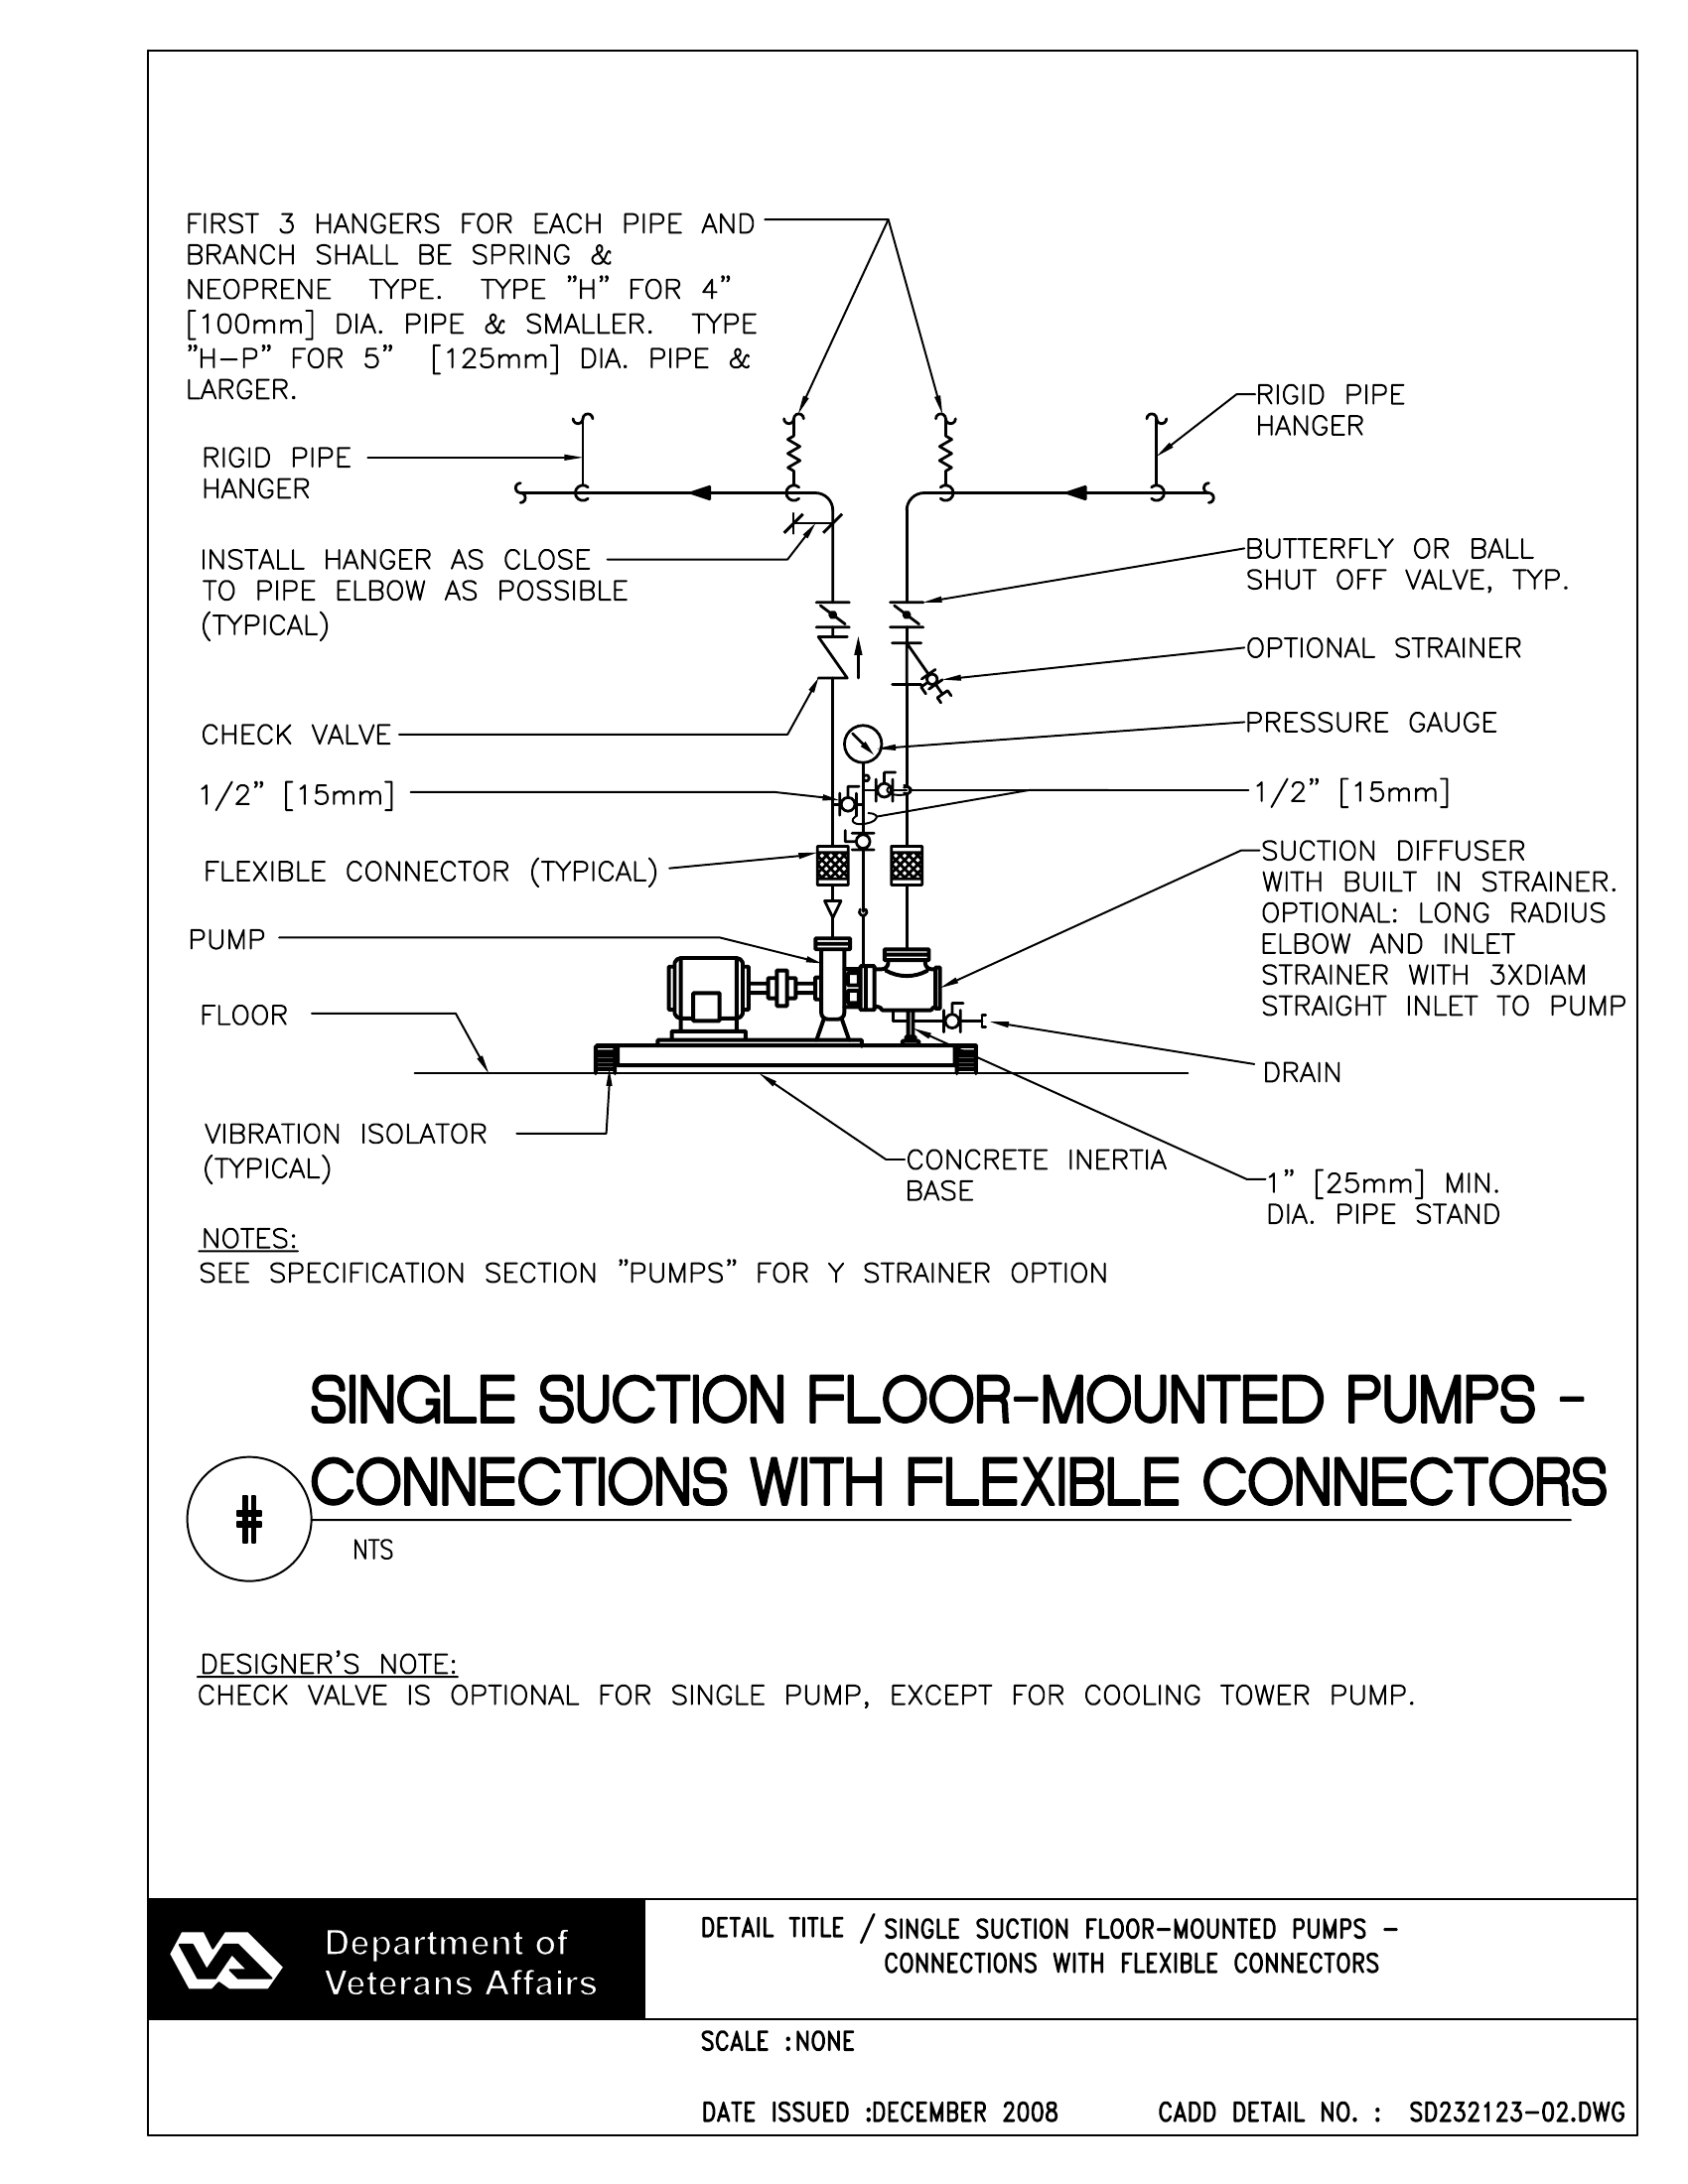 FIRST 3 HANGERS FOR EACH PIPE AND
BRANCH SHALL BE SPRING &
NEOPRENE TYPE. TYPE "H" FOR 4"
[100mm] DIA. PIPE & SMALLER. TYPE
"H-P" FOR 5" [125mm] DIA. PIPE &
LARGER.
RIGID PIPE
HANGER
RIGID PIPE
HANGER
INSTALL HANGER AS CLOSE
TO PIPE ELBOW AS POSSIBLE
(TYPICAL)
BUTTERFLY OR BALL
SHUT OFF VALVE, TYP.
OPTIONAL STRAINER
PRESSURE GAUGE
CHECK VALVE
1/2" [15mm]
1/2" [15mm]
FLEXIBLE CONNECTOR (TYPICAL)
SUCTION DIFFUSER
WITH BUILT IN STRAINER.
OPTIONAL: LONG RADIUS
ELBOW AND INLET
STRAINER WITH 3XDIAM
STRAIGHT INLET TO PUMP
PUMP
FLOOR
DRAIN
VIBRATION ISOLATOR
(TYPICAL)
CONCRETE INERTIA
BASE
1" [25mm] MIN.
DIA. PIPE STAND
NOTES:
SEE SPECIFICATION SECTION "PUMPS" FOR Y STRAINER OPTION
SINGLE SUCTION FLOOR-MOUNTED PUMPS -
CONNECTIONS WITH FLEXIBLE CONNECTORS
#
NTS
DESIGNER'S NOTE:
CHECK VALVE IS OPTIONAL FOR SINGLE PUMP, EXCEPT FOR COOLING TOWER PUMP.
Department of
Veterans Affairs
DETAIL TITLE / SINGLE SUCTION FLOOR-MOUNTED PUMPS -
CONNECTIONS WITH FLEXIBLE CONNECTORS
SCALE :NONE
DATE ISSUED :DECEMBER 2008 CADD DETAIL NO. : SD232123-02.DWG